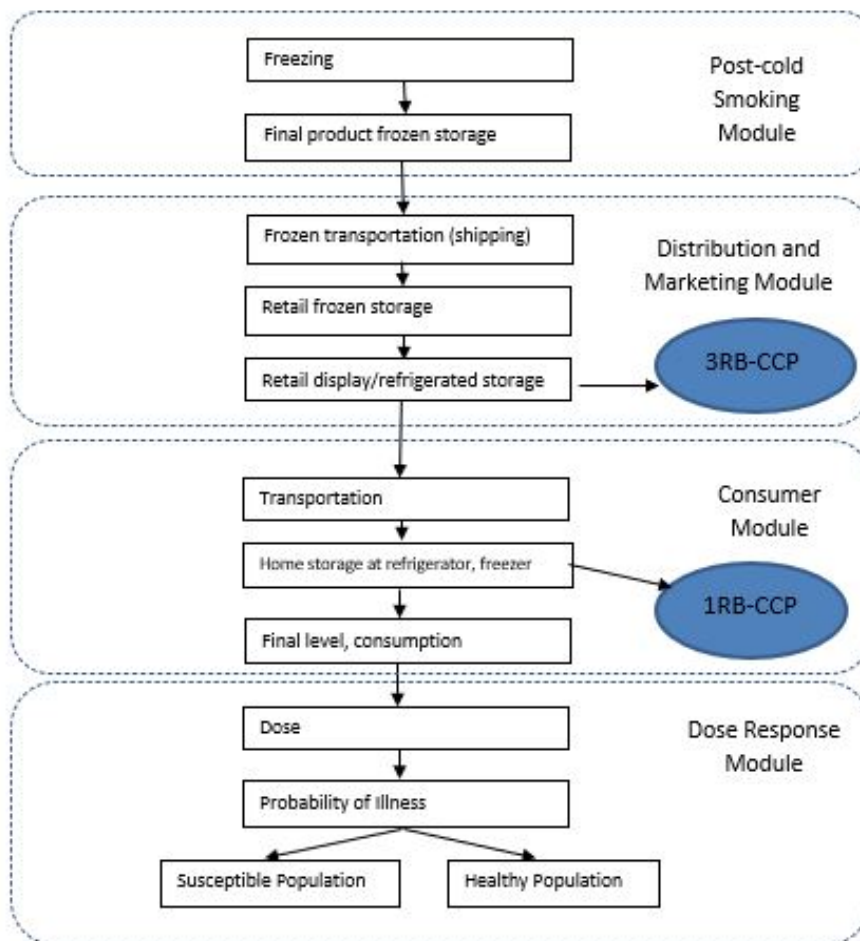 Freezing
Post-cold
Smoking
Module
Final product frozen storage
Frozen transportation (shipping)
Distribution and
Marketing Module
Retail frozen storage
3RB-CCP
Retail display/refrigerated storage
Transportation
Consumer
Module
Home storage at refrigerator, freezer
1RB-CCP
Final level, consumption
Dose
Dose Response
Module
Probability of Illness
Susceptible Population
Healthy Population